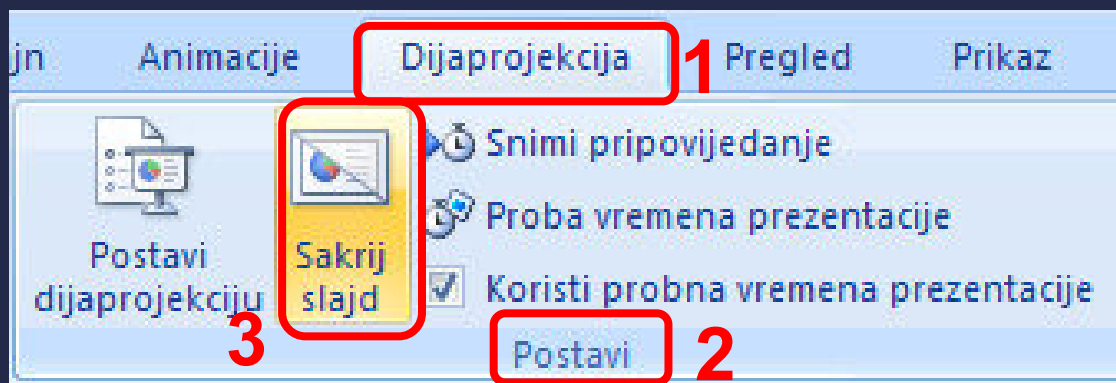 jn Animacije Dijaprojekcija 1 Pregled Prikaz
Snimi pripovijedanje
Proba vremena prezentacije
Postavi
dijaprojekciju
Sakrij
slajd
Koristi probna vremena prezentacije
3
Postavi 2